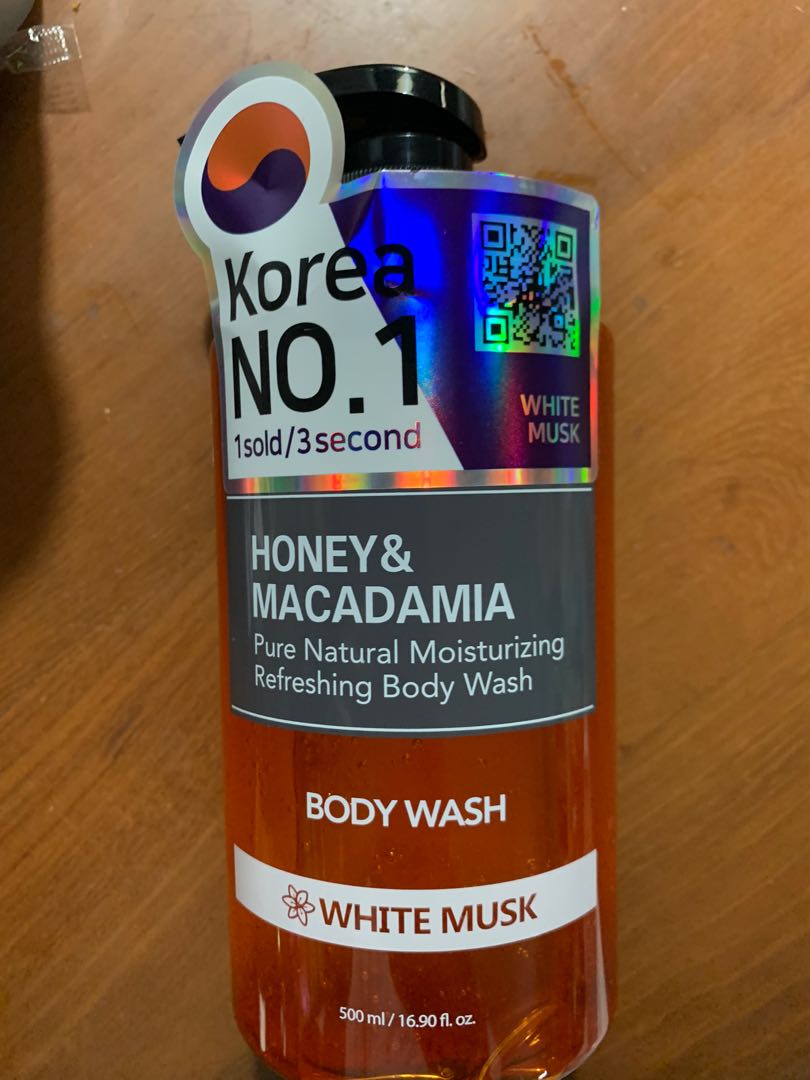 Korea
NO.1
1sold/3second
WHITE
MUSK
HONEY&
MACADAMIA
Pure Natural Moisturizing
Refreshing Body Wash
BODY WASH
WHITE MUSK
500 ml / 16.90 fl. oz.